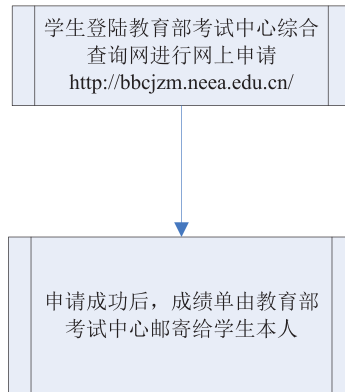 学生登陆教育部考试中心综合
查询网进行网上申请
http://bbcjzm.neea.edu.cn/
申请成功后，成绩单由教育部
考试中心邮寄给学生本人